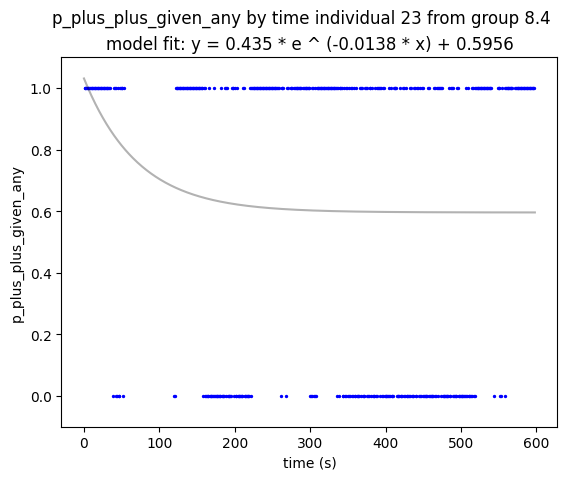 p_plus_plus_given_any by time individual 23 from group 8.4
model fit: y = 0.435 * e ^ (-0.0138 * x) + 0.5956
1.0
0.8
0.6
0.4
0.2
0.0
p_plus_plus_given_any
0 100 200 300 400 500 600
time (s)